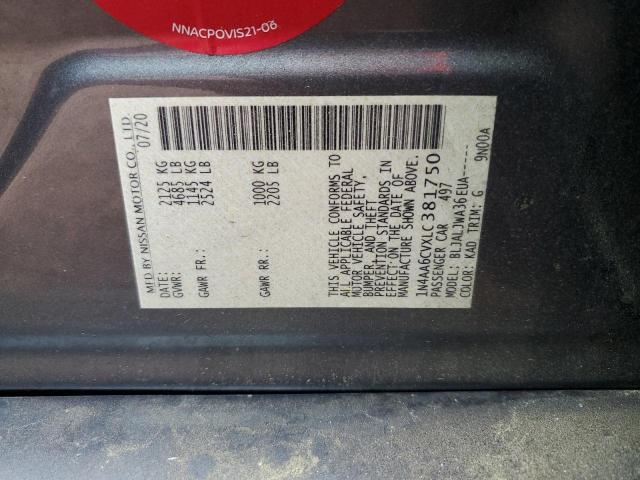 NNACPOVIS21-08
MFD BY NISSAN MOTOR CO., LTD.
DATE: 07/20
GVWR: 2125 KG
4685 LB
GAWR FR: 1145 KG
2524 LB
GAWR RR: 1000 KG
2205 LB
THIS VEHICLE CONFORMS TO
ALL APPLICABLE FEDERAL
MOTOR VEHICLE SAFETY,
BUMPER, AND THEFT
PREVENTION STANDARDS IN
EFFECT ON THE DATE OF
MANUFACTURE SHOWN ABOVE.
1N4AA6CVXLC381750
PASSENGER CAR 497
MODEL: BLJALJWA36EUA-----
COLOR: KAD TRIM: G 9N00A